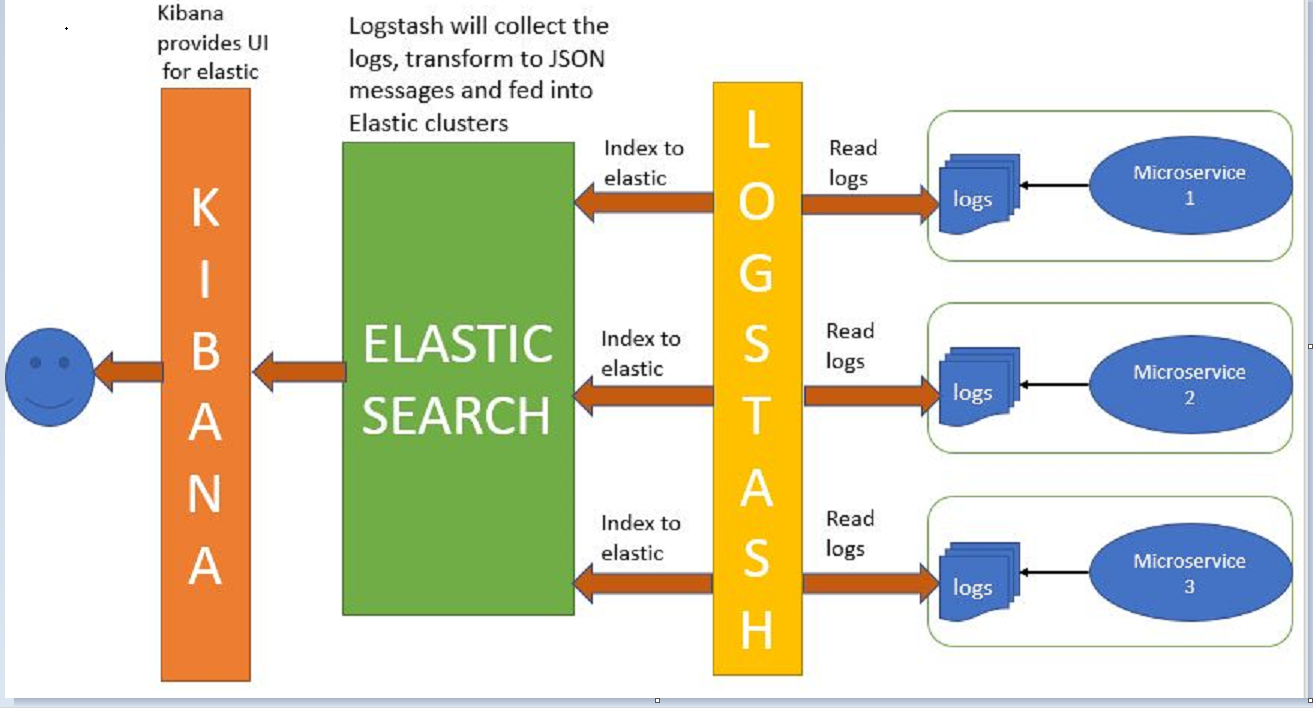 Kibana
provides UI
for elastic
Logstash will collect the
logs, transform to JSON
messages and fed into
Elastic clusters
K
I
B
A
N
A
ELASTIC
SEARCH
Index to
elastic
Index to
elastic
Index to
elastic
L
O
G
S
T
A
S
H
Read
logs
Read
logs
Read
logs
logs
Microservice
1
logs
Microservice
2
logs
Microservice
3